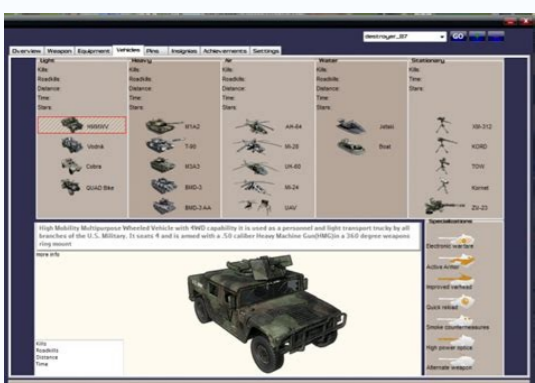 destroyer_07 GO
Overview Weapon Equipment Vehicles Pins Insignias Achievements Settings
Light Heavy Air Water Stationary
Kills: Kills: Kills: Kills: Kills:
Roadkills: Roadkills: Roadkills: Roadkills: Roadkills:
Distance: Distance: Distance: Distance: Distance:
Time: Time: Time: Time: Time:
Stars: Stars: Stars: Stars: Stars:
HMMWV M1A2 AH-64 Jetski XM-312
Vodnik T-90 Mi-28 Boat KORD
Cobra M3A3 UH-60 TOW
QUAD Bike BMD-3 Mi-24 Kornet
BMD-3 AA UAV ZU-23
High Mobility Multipurpose Wheeled Vehicle with 4WD capability it is used as a personnel and light transport trucky by all
branches of the U.S. Military. It seats 4 and is armed with a .50 caliber Heavy Machine Gun(HMG)in a 360 degree weapons
ring mount
more info
Kills
Roadkills
Distance
Time
Specializations
Electronic warfare
Active Armor
Improved warhead
Quick reload
Smoke countermeasures
High power optics
Alternate weapon